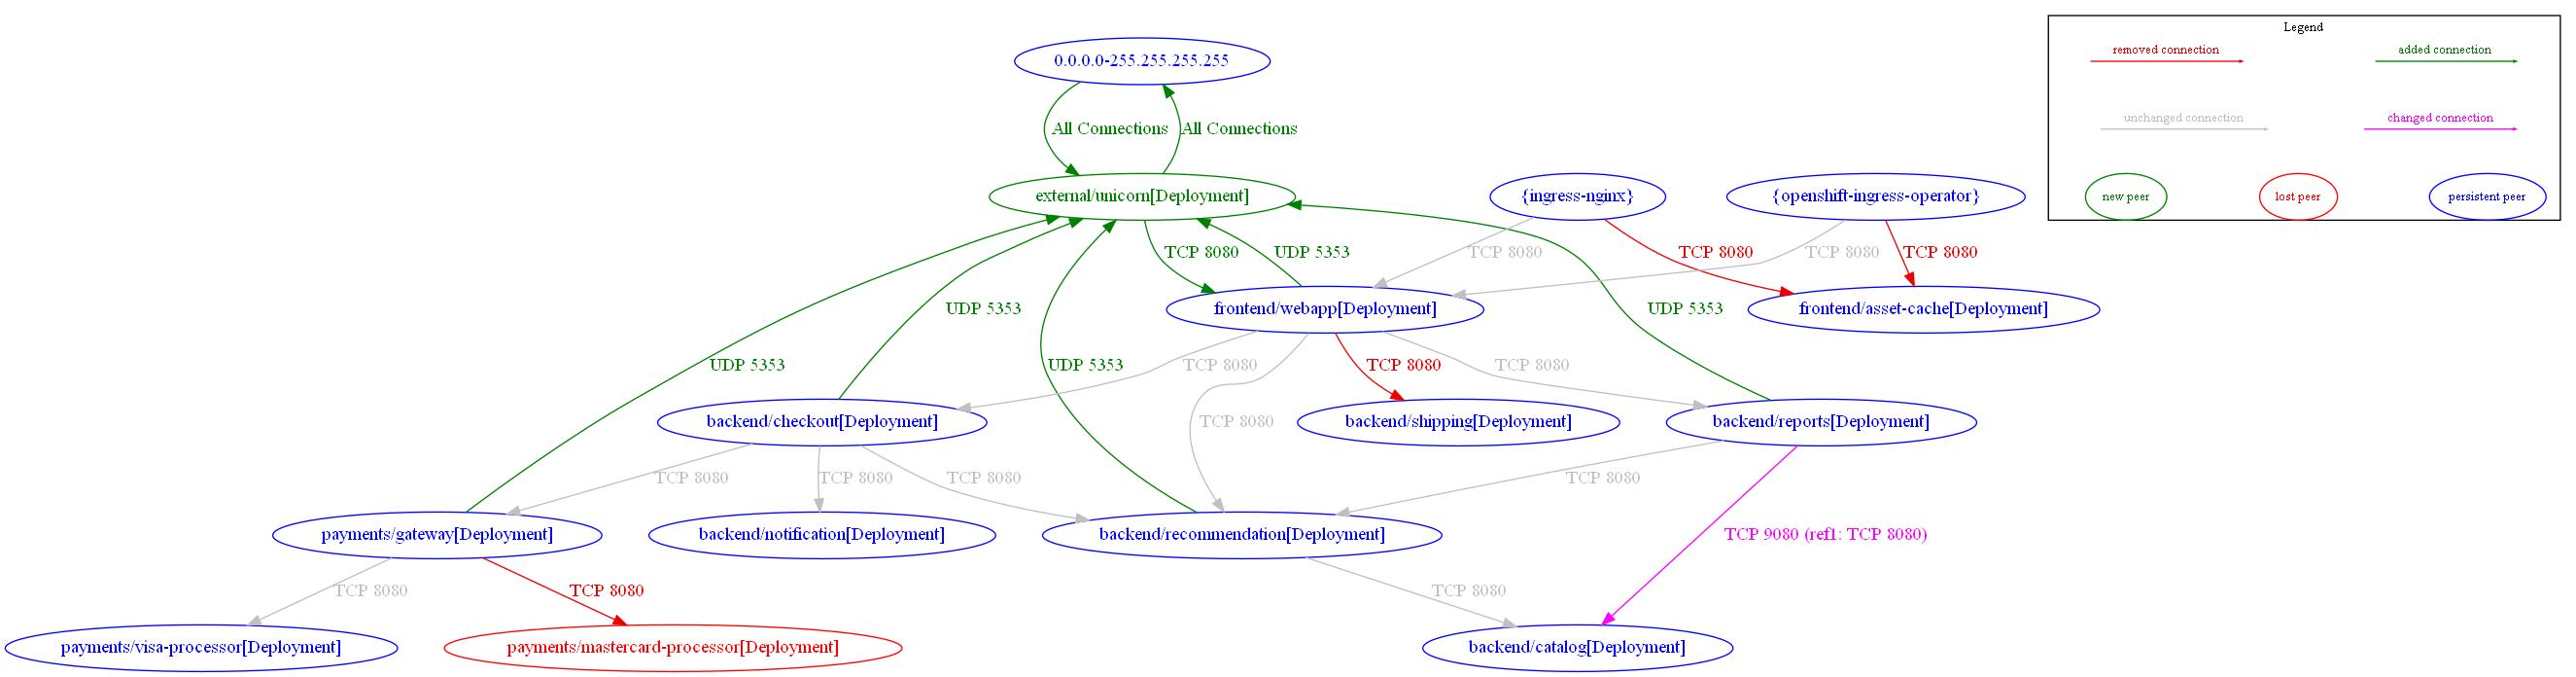 Legend
removed connection
added connection
0.0.0.0-255.255.255.255
unchanged connection
changed connection
All Connections
All Connections
external/unicorn[Deployment]
{ingress-nginx}
{openshift-ingress-operator}
new peer
lost peer
persistent peer
TCP 8080
UDP 5353
TCP 8080
TCP 8080
TCP 8080
TCP 8080
UDP 5353
frontend/webapp[Deployment]
UDP 5353
frontend/asset-cache[Deployment]
UDP 5353
UDP 5353
TCP 8080
TCP 8080
TCP 8080
backend/checkout[Deployment]
TCP 8080
backend/shipping[Deployment]
backend/reports[Deployment]
TCP 8080
TCP 8080
TCP 8080
TCP 8080
payments/gateway[Deployment]
backend/notification[Deployment]
backend/recommendation[Deployment]
TCP 9080 (ref1: TCP 8080)
TCP 8080
TCP 8080
TCP 8080
payments/visa-processor[Deployment]
payments/mastercard-processor[Deployment]
backend/catalog[Deployment]